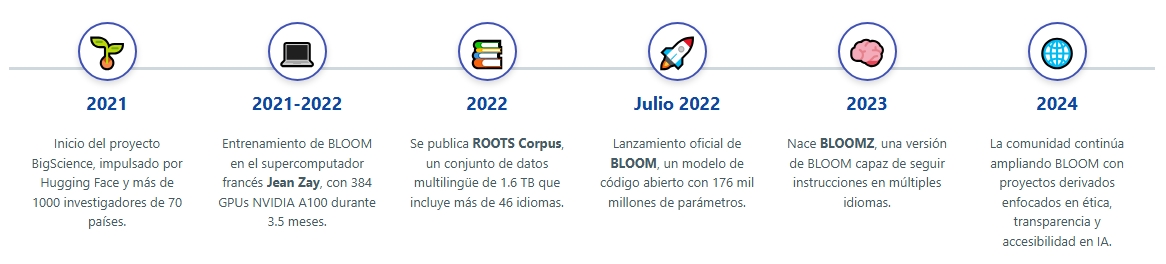 2021
Inicio del proyecto
BigScience, impulsado por
Hugging Face y más de
1000 investigadores de 70
países.
2021-2022
Entrenamiento de BLOOM
en el supercomputador
francés Jean Zay, con 384
GPUs NVIDIA A100 durante
3.5 meses.
2022
Se publica ROOTS Corpus,
un conjunto de datos
multilingüe de 1.6 TB que
incluye más de 46 idiomas.
Julio 2022
Lanzamiento oficial de
BLOOM, un modelo de
código abierto con 176 mil
millones de parámetros.
2023
Nace BLOOMZ, una versión
de BLOOM capaz de seguir
instrucciones en múltiples
idiomas.
2024
La comunidad continúa
ampliando BLOOM con
proyectos derivados
enfocados en ética,
transparencia y
accesibilidad en IA.